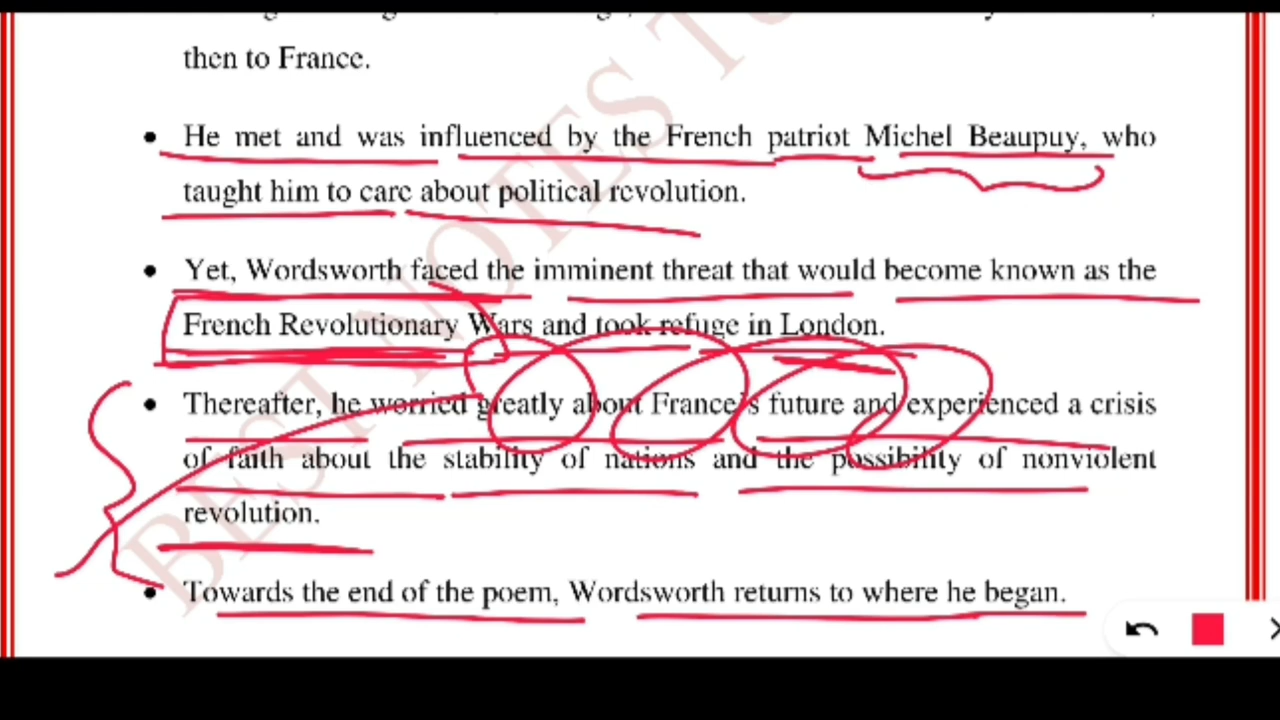 then to France.
• He met and was influenced by the French patriot Michel Beaupuy, who
taught him to care about political revolution.
• Yet, Wordsworth faced the imminent threat that would become known as the
French Revolutionary Wars and took refuge in London.
• Thereafter, he worried greatly about France's future and experienced a crisis
of faith about the stability of nations and the possibility of nonviolent
revolution.
• Towards the end of the poem, Wordsworth returns to where he began.
BEST NOTES